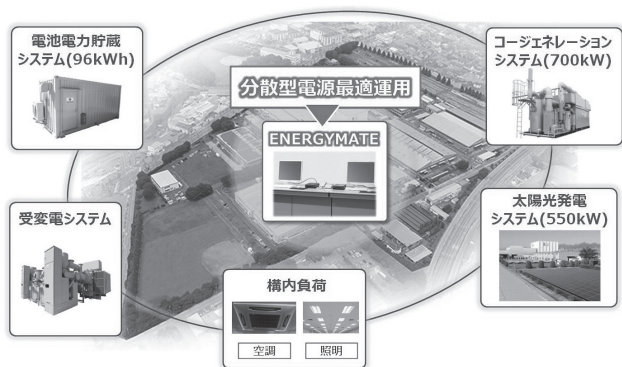 電池電力貯蔵
システム(96kWh)
コージェネレーション
システム(700kW)
分散型電源最適運用
ENERGYMATE
受変電システム
太陽光発電
システム(550kW)
構内負荷
空調
照明